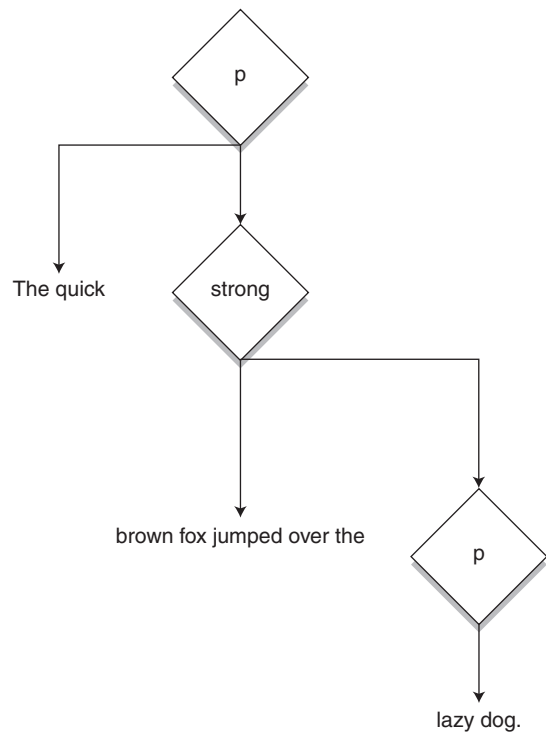 p
The quick
strong
brown fox jumped over the
p
lazy dog.